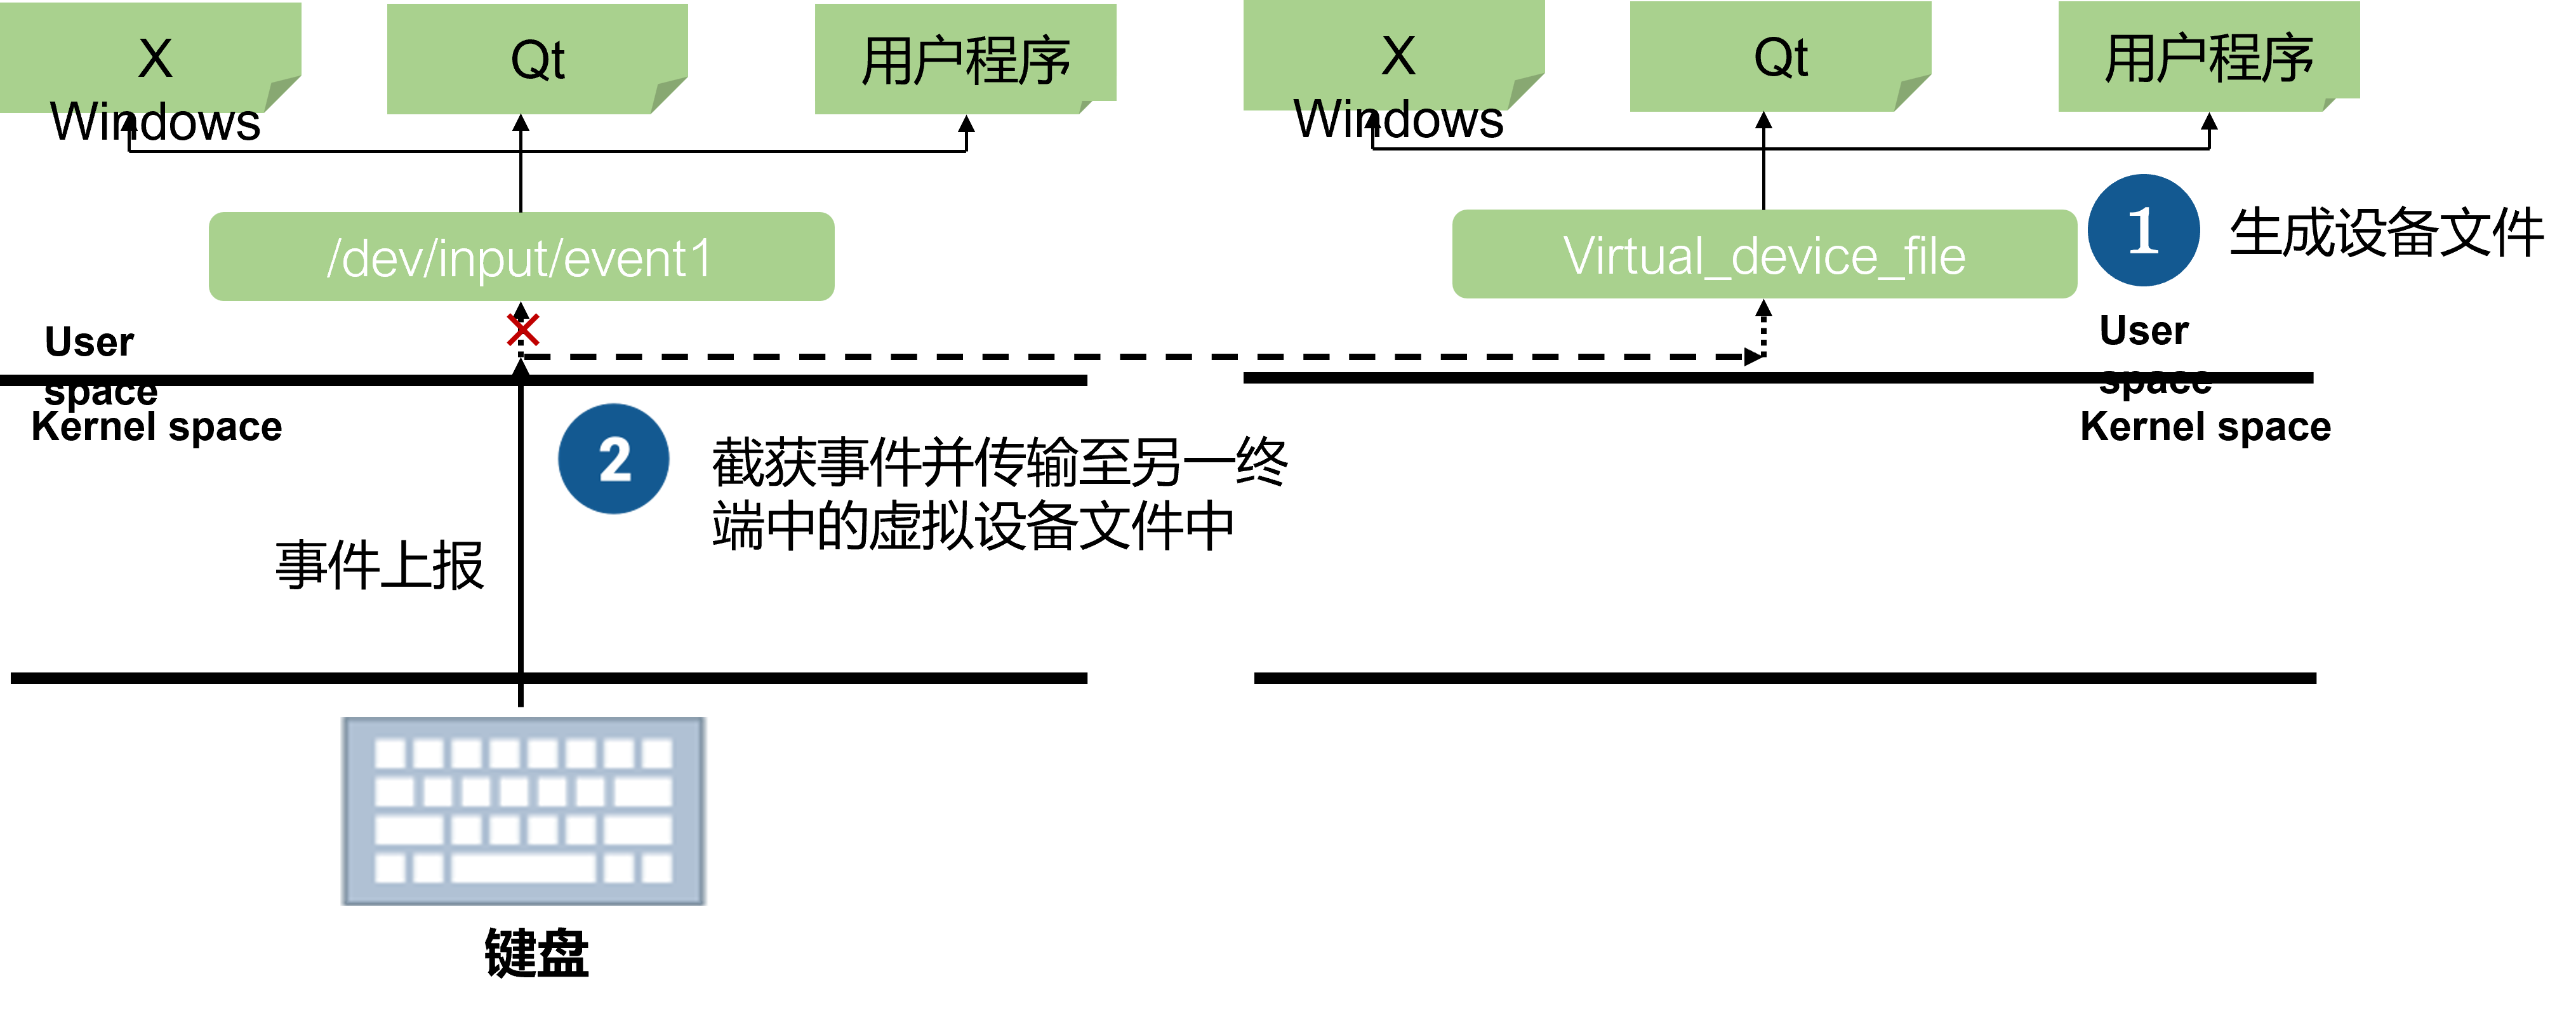 X
Windows
Qt
用户程序
/dev/input/event1
User
space
Kernel space
2
截获事件并传输至另一终
端中的虚拟设备文件中
事件上报
键盘
X
Windows
Qt
用户程序
Virtual_device_file
1
生成设备文件
User
space
Kernel space